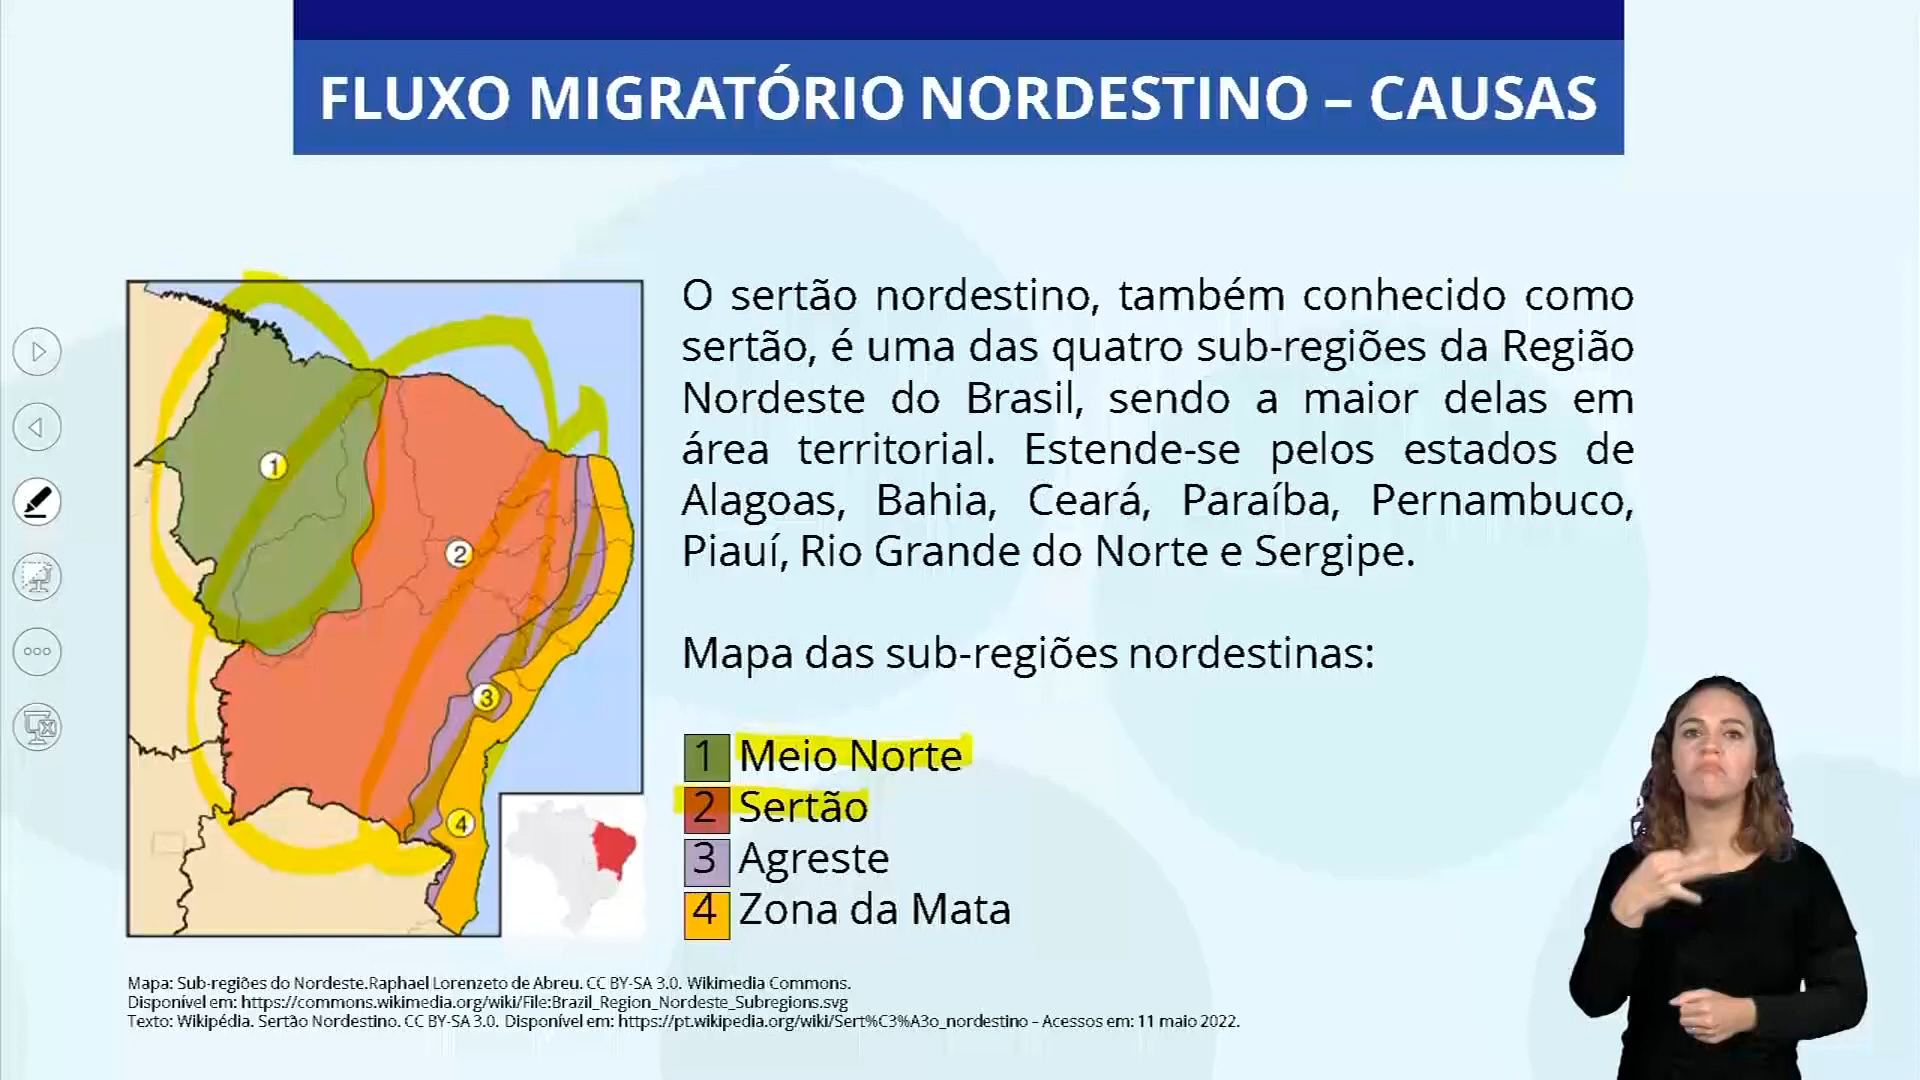 FLUXO MIGRATÓRIO NORDESTINO – CAUSAS
O sertão nordestino, também conhecido como
sertão, é uma das quatro sub-regiões da Região
Nordeste do Brasil, sendo a maior delas em
área territorial. Estende-se pelos estados de
Alagoas, Bahia, Ceará, Paraíba, Pernambuco,
Piauí, Rio Grande do Norte e Sergipe.
Mapa das sub-regiões nordestinas:
1 Meio Norte
2 Sertão
3 Agreste
4 Zona da Mata
1
2
3
4
Mapa: Sub-regiões do Nordeste.Raphael Lorenzeto de Abreu. CC BY-SA 3.0. Wikimedia Commons.
Disponível em: https://commons.wikimedia.org/wiki/File:Brazil_Region_Nordeste_Subregions.svg
Texto: Wikipédia. Sertão Nordestino. CC BY-SA 3.0. Disponível em: https://pt.wikipedia.org/wiki/Sert%C3%A3o_nordestino – Acessos em: 11 maio 2022.